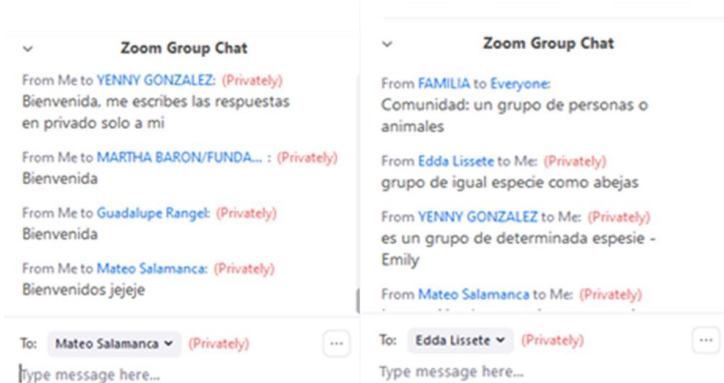 Zoom Group Chat
From Me to YENNY GONZALEZ: (Privately)
Bienvenida, me escribes las respuestas
en privado solo a mi
From Me to MARTHA BARON/FUNDA... : (Privately)
Bienvenida
From Me to Guadalupe Rangel: (Privately)
Bienvenida
From Me to Mateo Salamanca: (Privately)
Bienvenidos jejeje
To: Mateo Salamanca (Privately)
Type message here...
Zoom Group Chat
From FAMILIA to Everyone:
Comunidad: un grupo de personas o
animales
From Edda Lissete to Me: (Privately)
grupo de igual especie como abejas
From YENNY GONZALEZ to Me: (Privately)
es un grupo de determinada espesie -
Emily
From Mateo Salamanca to Me: (Privately)
To: Edda Lissete (Privately)
Type message here...